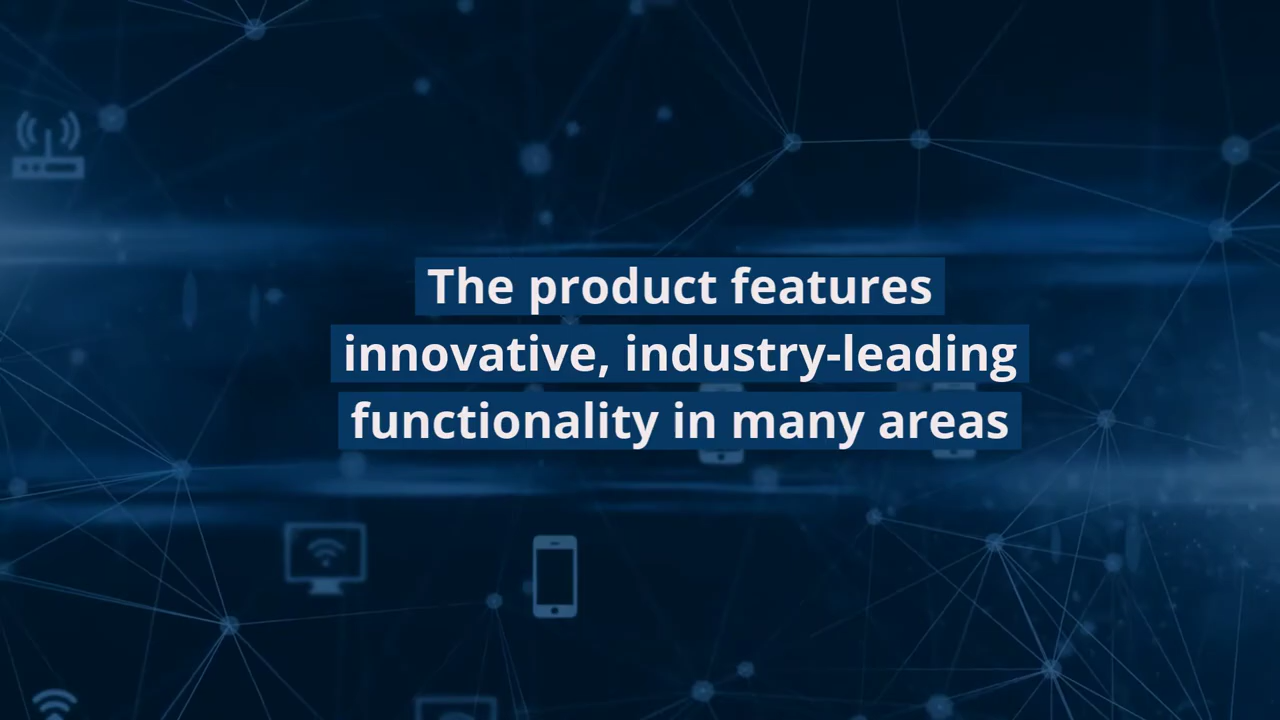 The product features
innovative, industry-leading
functionality in many areas